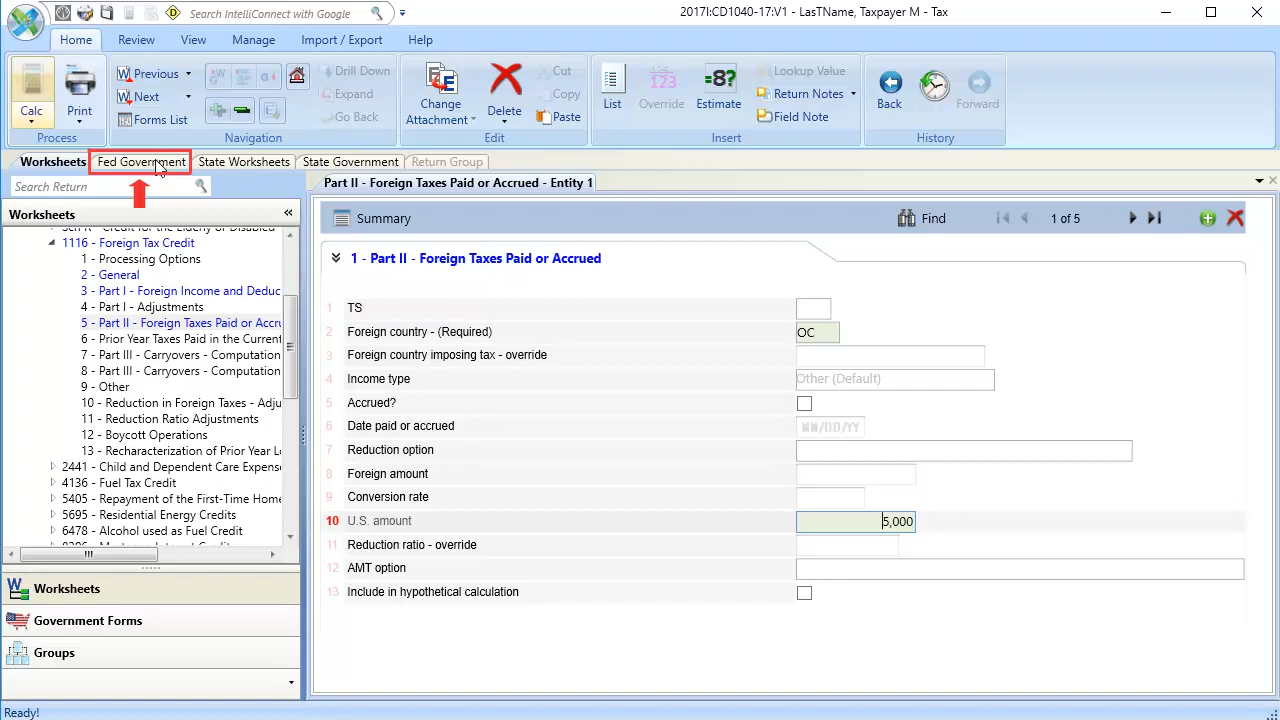 Search IntelliConnect with Google
2017I:CD1040-17:V1 - LastName, Taxpayer M - Tax
Home Review View Manage Import / Export Help
Calc
Print
Process
Previous
Next
Forms List
Drill Down
Expand
Go Back
Navigation
Change
Attachment
Delete
Cut
Copy
Paste
Edit
List
123
Override
=8?
Estimate
Lookup Value
Return Notes
Field Note
Insert
Back
Forward
History
Worksheets Fed Government State Worksheets State Government Return Group
Search Return
Worksheets
Sch R - Credit for the Elderly or Disabled
1116 - Foreign Tax Credit
1 - Processing Options
2 - General
3 - Part I - Foreign Income and Deduc
4 - Part I - Adjustments
5 - Part II - Foreign Taxes Paid or Accru
6 - Prior Year Taxes Paid in the Current
7 - Part III - Carryovers - Computation
8 - Part III - Carryovers - Computation
9 - Other
10 - Reduction in Foreign Taxes - Adju
11 - Reduction Ratio Adjustments
12 - Boycott Operations
13 - Recharacterization of Prior Year L
2441 - Child and Dependent Care Expens
4136 - Fuel Tax Credit
5405 - Repayment of the First-Time Hom
5695 - Residential Energy Credits
6478 - Alcohol used as Fuel Credit
Worksheets
Government Forms
Groups
Part II - Foreign Taxes Paid or Accrued - Entity 1
Summary
Find
1 of 5
1 - Part II - Foreign Taxes Paid or Accrued
1 TS
2 Foreign country - (Required) OC
3 Foreign country imposing tax - override
4 Income type Other (Default)
5 Accrued?
6 Date paid or accrued MM/DD/YY
7 Reduction option
8 Foreign amount
9 Conversion rate
10 U.S. amount 5,000
11 Reduction ratio - override
12 AMT option
13 Include in hypothetical calculation
Ready!